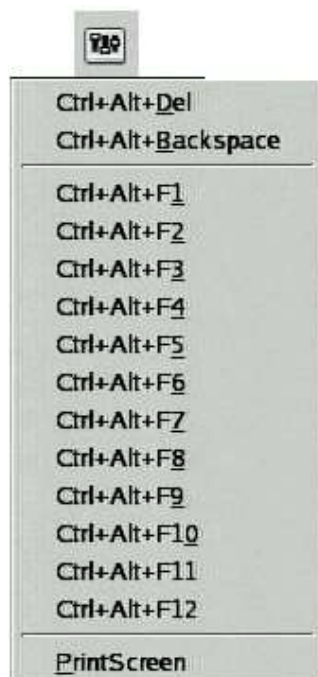 Ctrl+Alt+Del
Ctrl+Alt+Backspace
Ctrl+Alt+F1
Ctrl+Alt+F2
Ctrl+Alt+F3
Ctrl+Alt+F4
Ctrl+Alt+F5
Ctrl+Alt+F6
Ctrl+Alt+F7
Ctrl+Alt+F8
Ctrl+Alt+F9
Ctrl+Alt+F10
Ctrl+Alt+F11
Ctrl+Alt+F12
PrintScreen